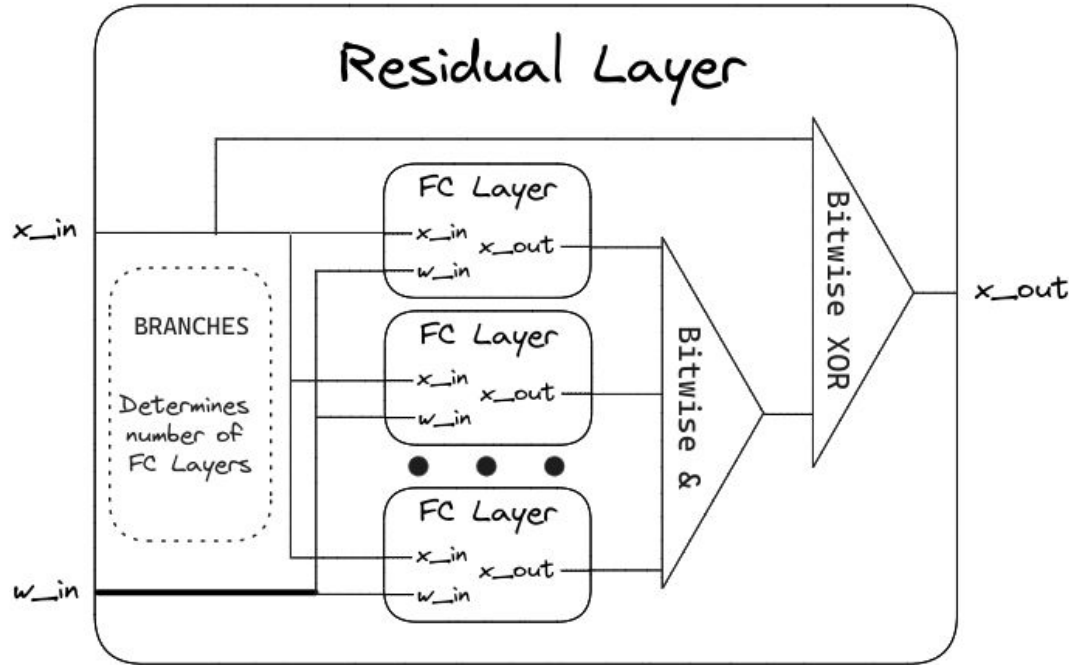 Residual Layer
x_in
BRANCHES
Determines
number of
FC Layers
w_in
FC Layer
x_in
x_out
w_in
FC Layer
x_in
x_out
w_in
FC Layer
x_in
x_out
w_in
Bitwise &
Bitwise XOR
x_out